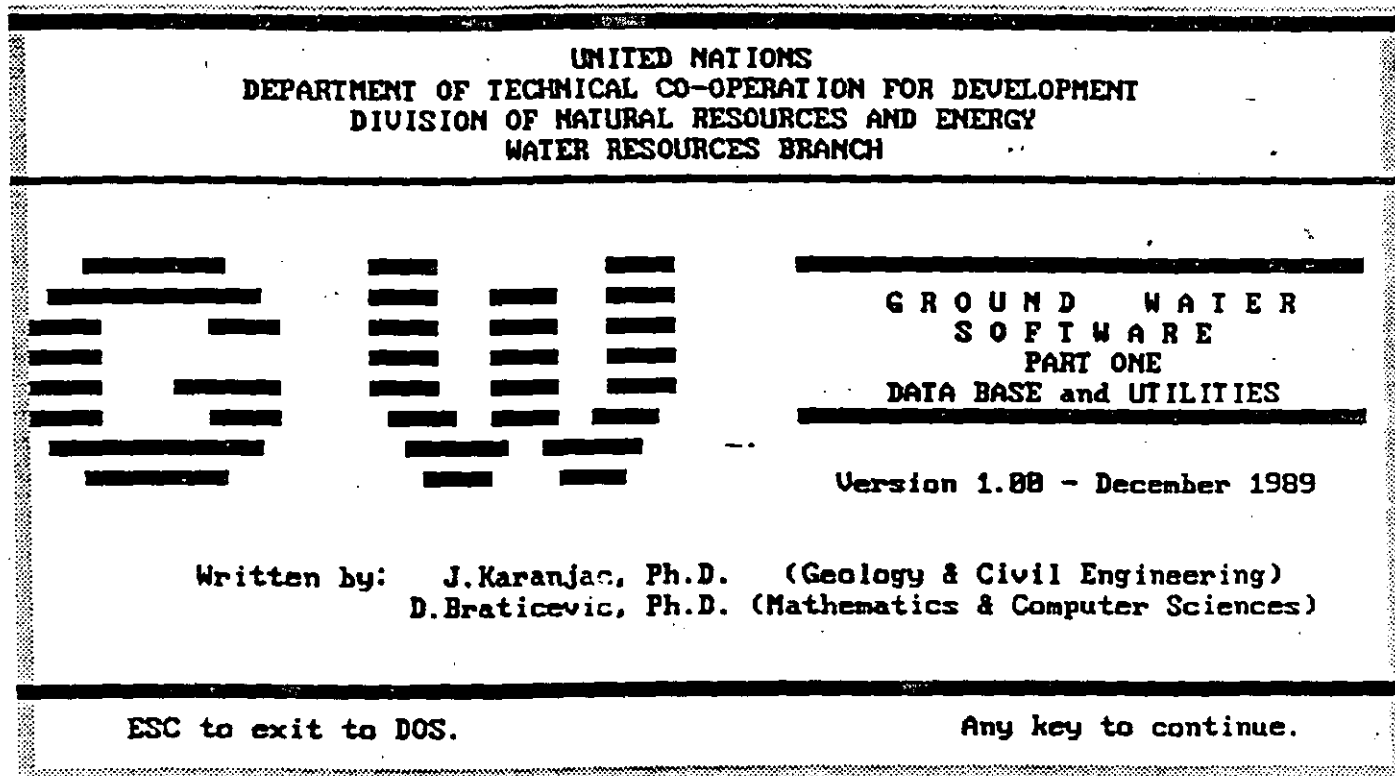 UNITED NATIONS
DEPARTMENT OF TECHNICAL CO-OPERATION FOR DEVELOPMENT
DIVISION OF NATURAL RESOURCES AND ENERGY
WATER RESOURCES BRANCH
GW
G R O U N D   W A T E R
S O F T W A R E
PART ONE
DATA BASE and UTILITIES
Version 1.00 - December 1989
Written by: J.Karanjac, Ph.D. (Geology & Civil Engineering)
D.Braticevic, Ph.D. (Mathematics & Computer Sciences)
ESC to exit to DOS.
Any key to continue.